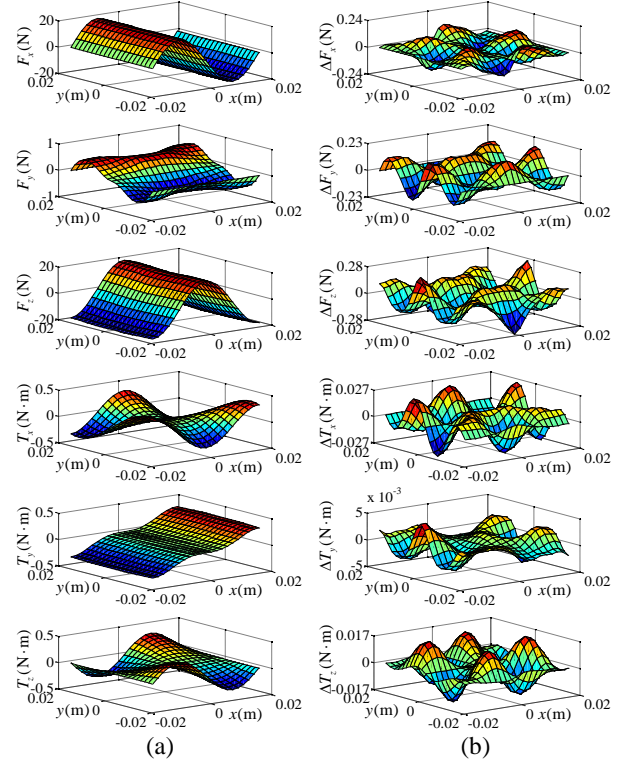 20
0
-20
0.02
F_x (N)
y(m)
0
-0.02
-0.02
0
x(m)
0.02
0.24
0
-0.24
0.02
ΔF_x (N)
y(m)
0
-0.02
-0.02
0
x(m)
0.02
1
0
-1
0.02
F_y (N)
y(m)
0
-0.02
-0.02
0
x(m)
0.02
0.23
0
-0.23
0.02
ΔF_y (N)
y(m)
0
-0.02
-0.02
0
x(m)
0.02
20
0
-20
0.02
F_z (N)
y(m)
0
-0.02
-0.02
0
x(m)
0.02
0.28
0
-0.28
0.02
ΔF_z (N)
y(m)
0
-0.02
-0.02
0
x(m)
0.02
0.5
0
-0.5
0.02
T_x (N·m)
y(m)
0
-0.02
-0.02
0
x(m)
0.02
0.027
0
-0.027
0.02
ΔT_x (N·m)
y(m)
0
-0.02
-0.02
0
x(m)
0.02
0.5
0
-0.5
0.02
T_y (N·m)
y(m)
0
-0.02
-0.02
0
x(m)
0.02
x 10⁻³
5
0
-5
0.02
ΔT_y (N·m)
y(m)
0
-0.02
-0.02
0
x(m)
0.02
0.5
0
-0.5
0.02
T_z (N·m)
y(m)
0
-0.02
-0.02
0
x(m)
0.02
0.017
0
-0.017
0.02
ΔT_z (N·m)
y(m)
0
-0.02
-0.02
0
x(m)
0.02
(a)
(b)